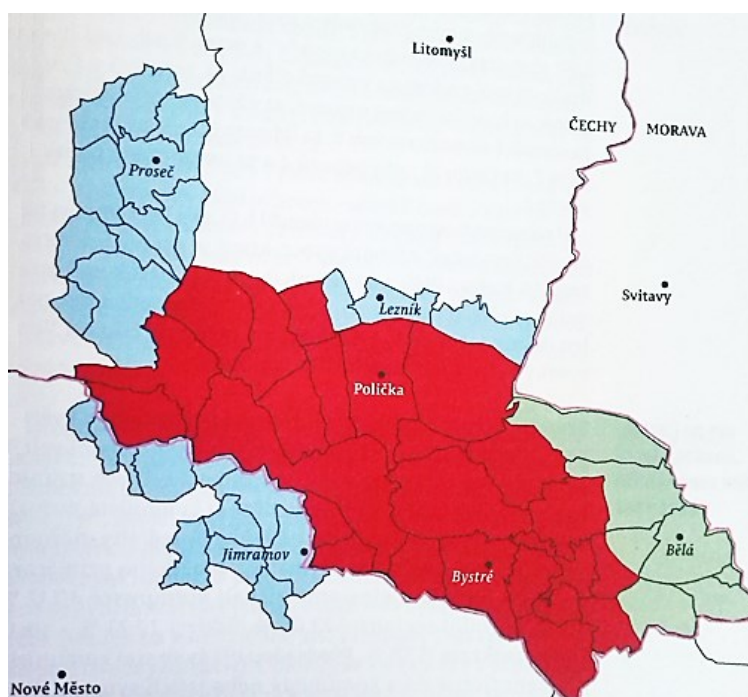 Litomyšl
ČECHY
MORAVA
Proseč
Svitavy
Lezník
Polička
Bělá
Jimramov
Bystré
Nové Město